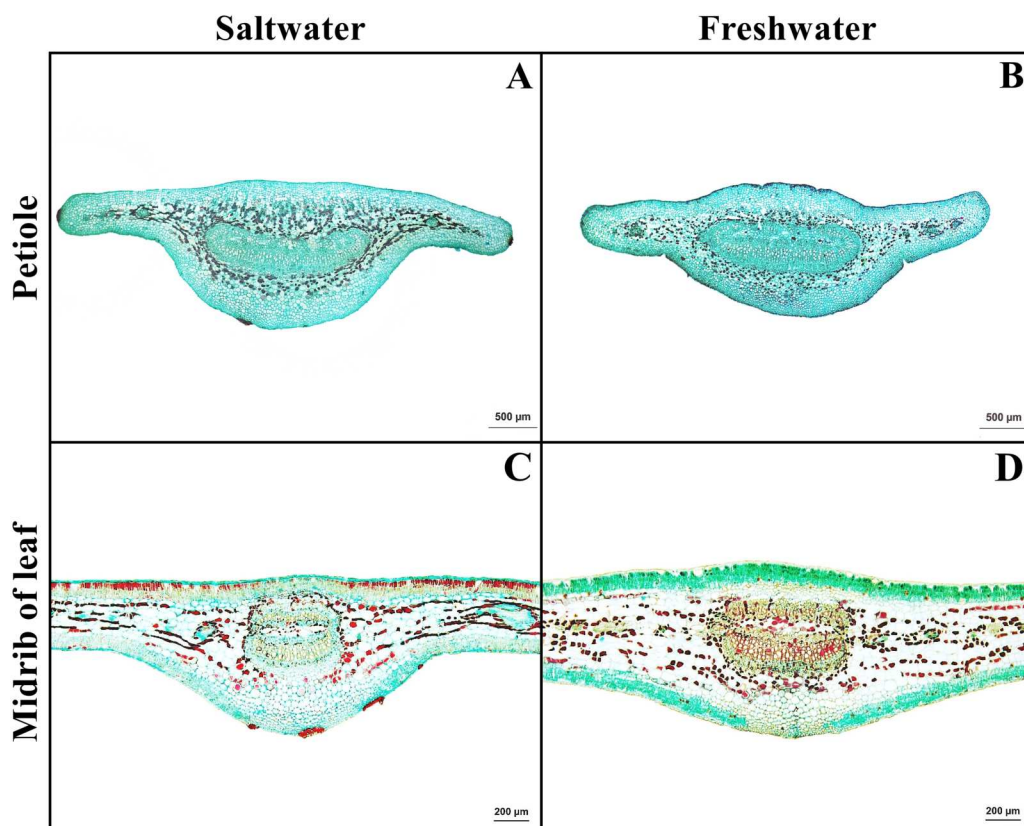 Saltwater
Freshwater
Petiole
A
500 µm
B
500 µm
Midrib of leaf
C
200 µm
D
200 µm